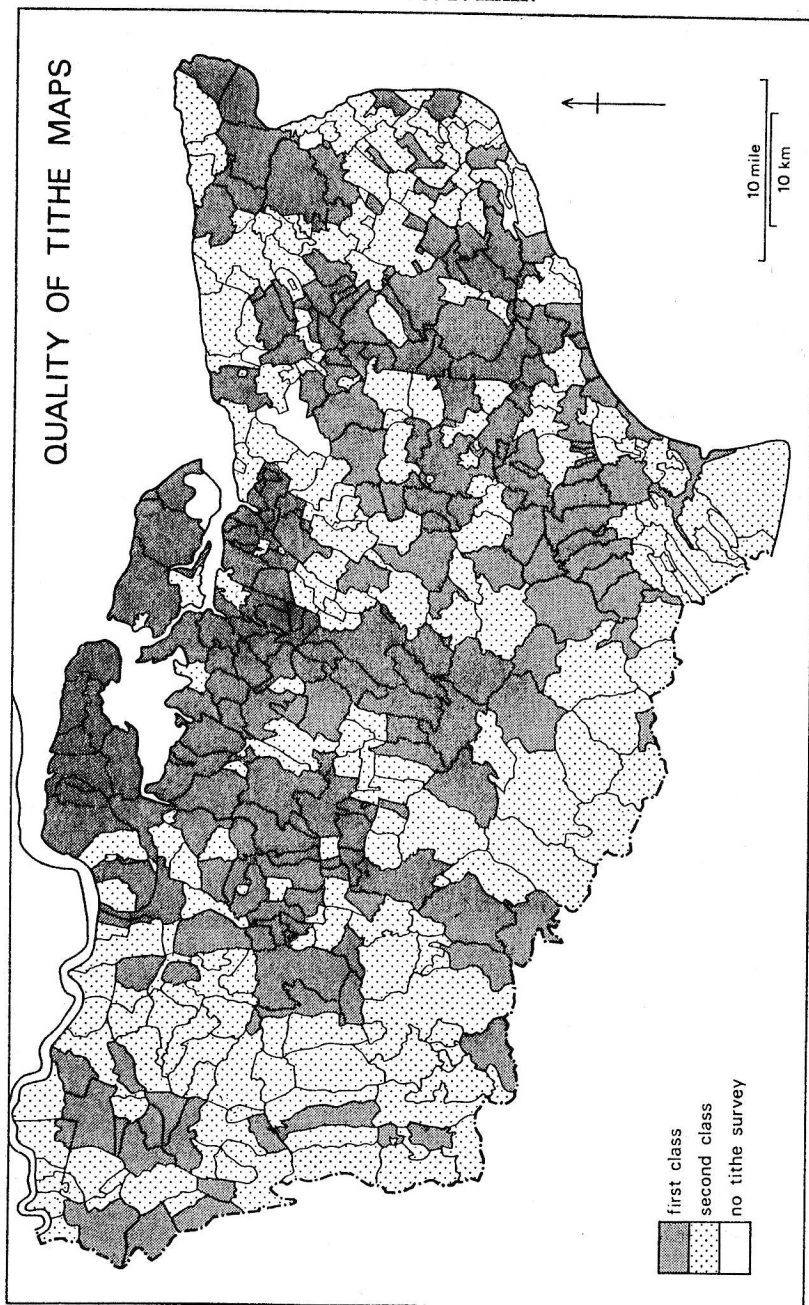 QUALITY OF TITHE MAPS
10 mile
10 km
first class
second class
no tithe survey